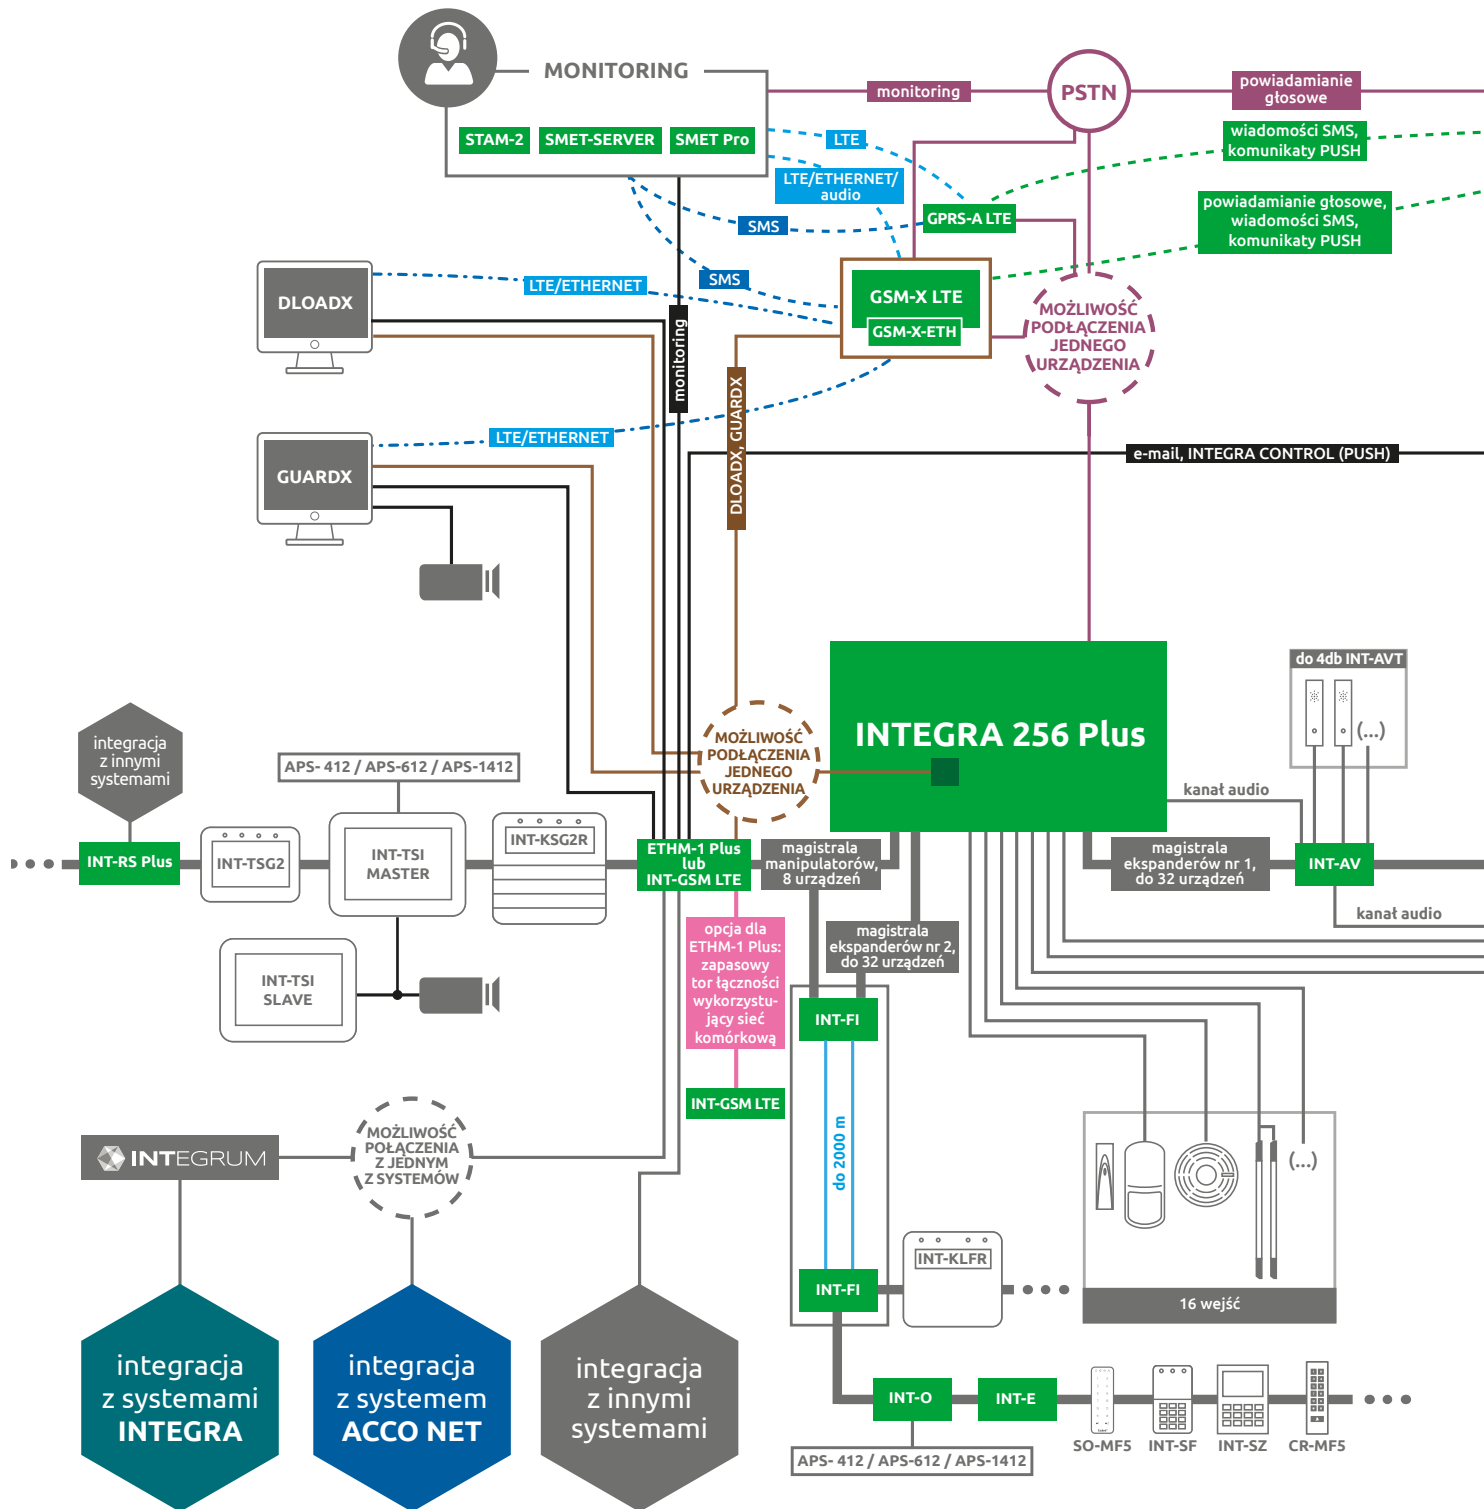 MONITORING
STAM-2
SMET-SERVER
SMET Pro
monitoring
PSTN
powiadamianie
głosowe
wiadomości SMS,
komunikaty PUSH
LTE
LTE/ETHERNET/
audio
GPRS-A LTE
powiadamianie głosowe,
wiadomości SMS,
komunikaty PUSH
SMS
SMS
DLOADX
LTE/ETHERNET
GSM-X LTE
GSM-X-ETH
MOŻLIWOŚĆ
PODŁĄCZENIA
JEDNEGO
URZĄDZENIA
monitoring
DLOADX, GUARDX
GUARDX
LTE/ETHERNET
e-mail, INTEGRA CONTROL (PUSH)
INTEGRA 256 Plus
do 4db INT-AVT
(...)
MOŻLIWOŚĆ
PODŁĄCZENIA
JEDNEGO
URZĄDZENIA
integracja
z innymi
systemami
APS- 412 / APS-612 / APS-1412
kanał audio
INT-RS Plus
INT-TSG2
INT-TSI
MASTER
INT-KSG2R
ETHM-1 Plus
lub
INT-GSM LTE
magistrala
manipulatorów,
8 urządzeń
magistrala
ekspanderów nr 1,
do 32 urządzeń
INT-AV
kanał audio
opcja dla
ETHM-1 Plus:
zapasowy
tor łączności
wykorzystu-
jący sieć
komórkową
magistrala
ekspanderów nr 2,
do 32 urządzeń
INT-TSI
SLAVE
INT-FI
INT-GSM LTE
do 2000 m
INTEGRUM
MOŻLIWOŚĆ
POŁĄCZENIA
Z JEDNYM
Z SYSTEMÓW
(...)
INT-KLFR
INT-FI
16 wejść
integracja
z systemami
INTEGRA
integracja
z systemem
ACCO NET
integracja
z innymi
systemami
INT-O
INT-E
SO-MF5
INT-SF
INT-SZ
CR-MF5
APS- 412 / APS-612 / APS-1412